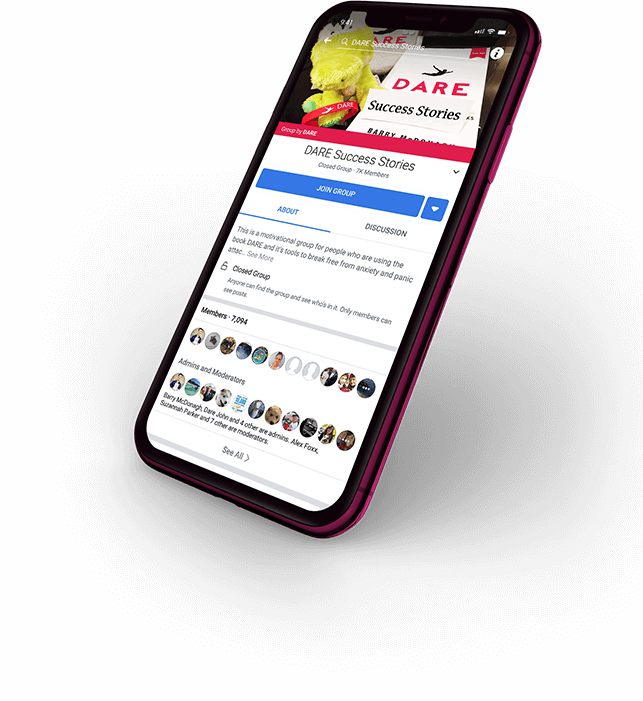 9:41
DARE Success Stories
DARE
DARE
Success Stories
DARE
BARRY McDONAGH
Group by DARE
DARE Success Stories
Closed Group · 7K Members
JOIN GROUP
ABOUT
DISCUSSION
This is a motivational group for people who are using the
book DARE and it's tools to break free from anxiety and panic
attac.. See More
Closed Group
Anyone can find the group and see who's in it. Only members can
see posts.
Members · 7,094
Admins and Moderators
Barry McDonagh, Dare John and 4 other are admins. Alex Foxx,
Suzannah Parker and 7 other are moderators.
See All